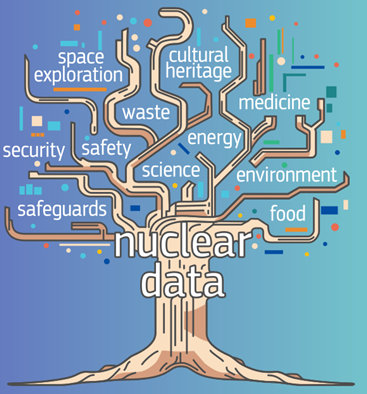 space
exploration
cultural
heritage
waste
medicine
security
safety
energy
science
environment
safeguards
food
nuclear
data